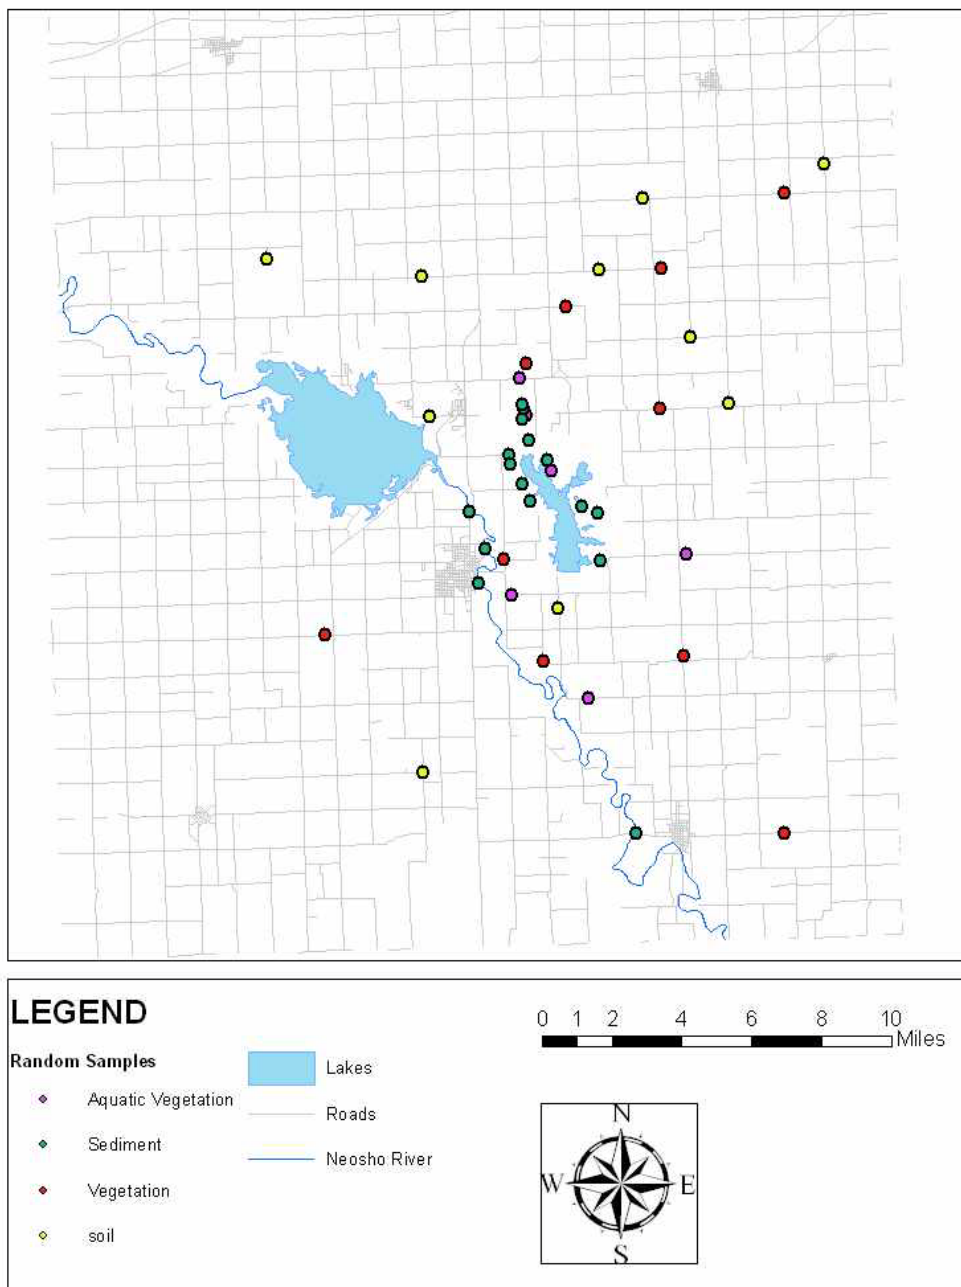 LEGEND
Random Samples
Aquatic Vegetation
Sediment
Vegetation
soil
Lakes
Roads
Neosho River
0 1 2 4 6 8 10
Miles
N
W E
S